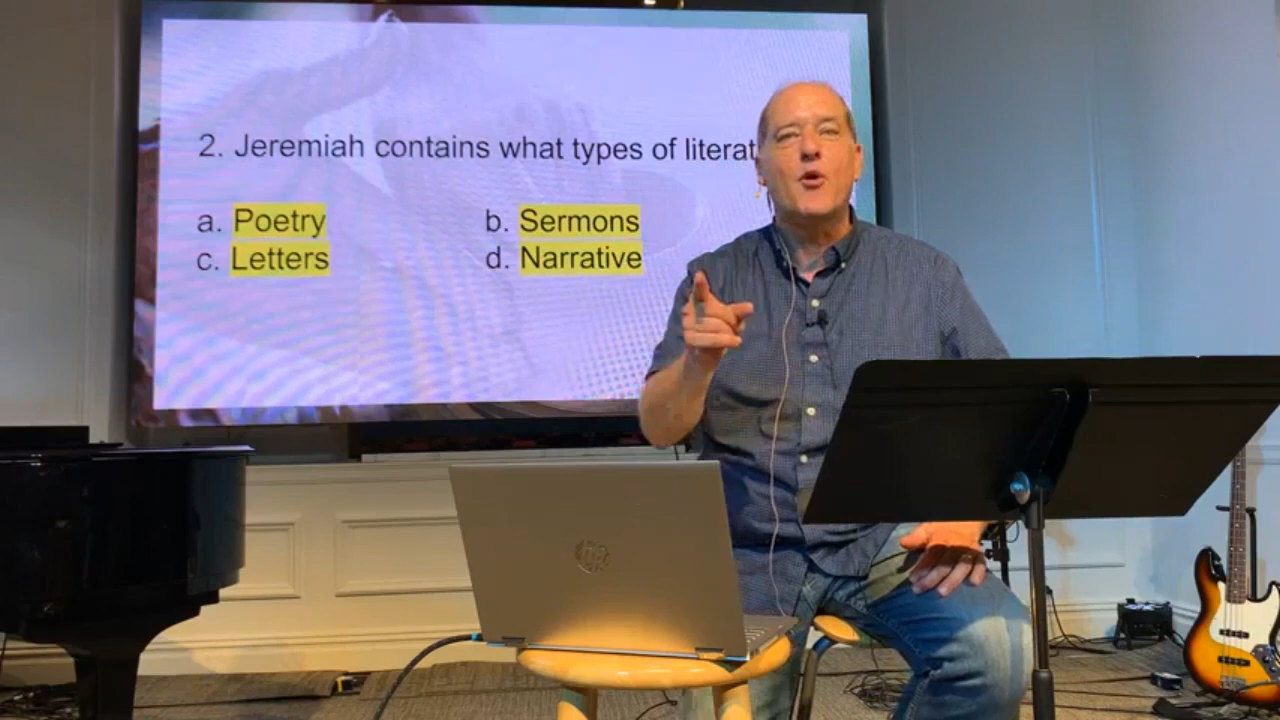 2. Jeremiah contains what types of literat
a. Poetry b. Sermons
c. Letters d. Narrative
hp